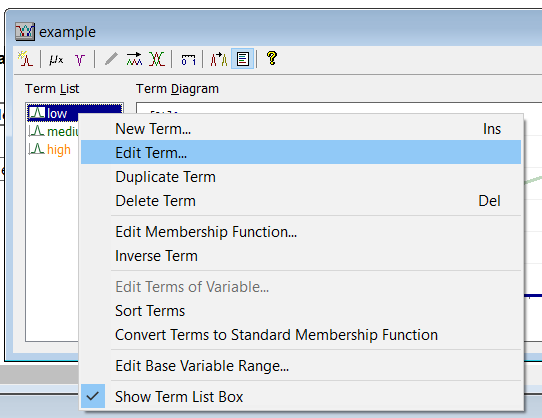 example
Term List
Term Diagram
low
New Term... Ins
Edit Term...
high
Duplicate Term
Delete Term Del
Edit Membership Function...
Inverse Term
Edit Terms of Variable...
Sort Terms
Convert Terms to Standard Membership Function
Edit Base Variable Range...
Show Term List Box